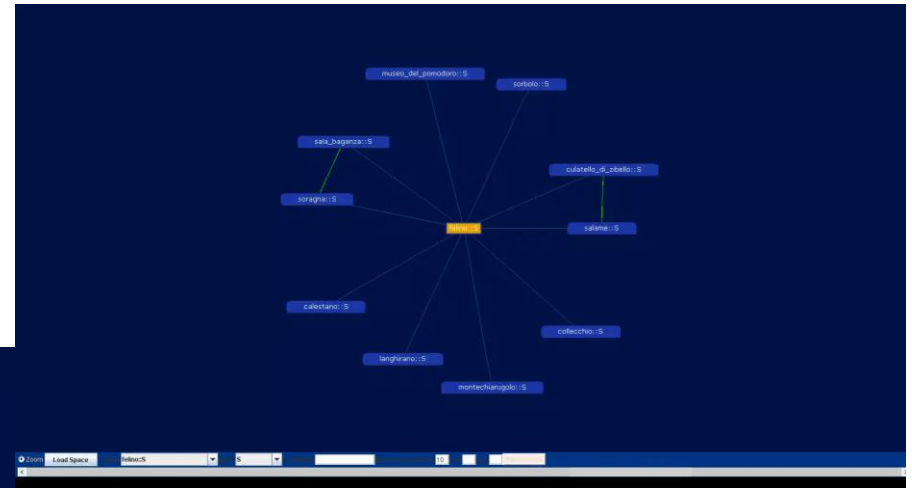 museo_del_pomodoro::S
sorbolo::S
sala_baganza::S
culatello_di_zibello::S
soragna::S
felino::S
salame::S
calestano::S
collecchio::S
langhirano::S
montechiarugolo::S
Zoom Load Space felino::S S 10